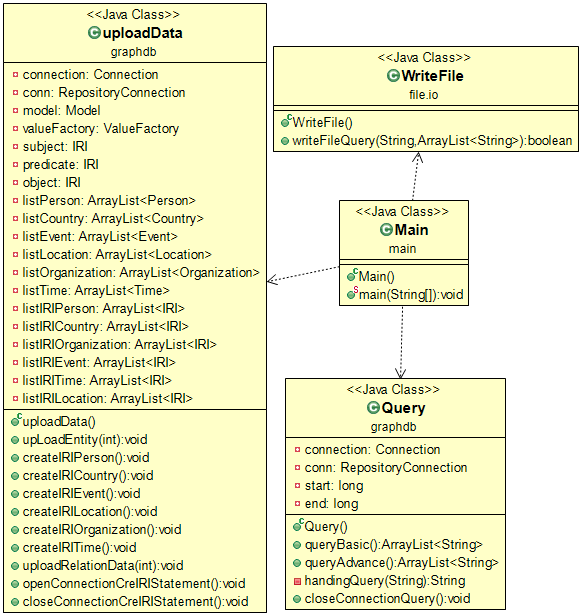 <<Java Class>>
uploadData
graphdb
connection: Connection
conn: RepositoryConnection
model: Model
valueFactory: ValueFactory
subject: IRI
predicate: IRI
object: IRI
listPerson: ArrayList<Person>
listCountry: ArrayList<Country>
listEvent: ArrayList<Event>
listLocation: ArrayList<Location>
listOrganization: ArrayList<Organization>
listTime: ArrayList<Time>
listIRIPerson: ArrayList<IRI>
listIRICountry: ArrayList<IRI>
listIRIOrganization: ArrayList<IRI>
listIRIEvent: ArrayList<IRI>
listIRITime: ArrayList<IRI>
listIRILocation: ArrayList<IRI>
uploadData()
upLoadEntity(int):void
createIRIPerson():void
createIRICountry():void
createIRIEvent():void
createIRILocation():void
createIRIOrganization():void
createIRITime():void
uploadRelationData(int):void
openConnectionCreIRIStatement():void
closeConnectionCreIRIStatement():void
<<Java Class>>
WriteFile
file.io
WriteFile()
writeFileQuery(String,ArrayList<String>):boolean
<<Java Class>>
Main
main
Main()
main(String[]):void
<<Java Class>>
Query
graphdb
connection: Connection
conn: RepositoryConnection
start: long
end: long
Query()
queryBasic():ArrayList<String>
queryAdvance():ArrayList<String>
handingQuery(String):String
closeConnectionQuery():void